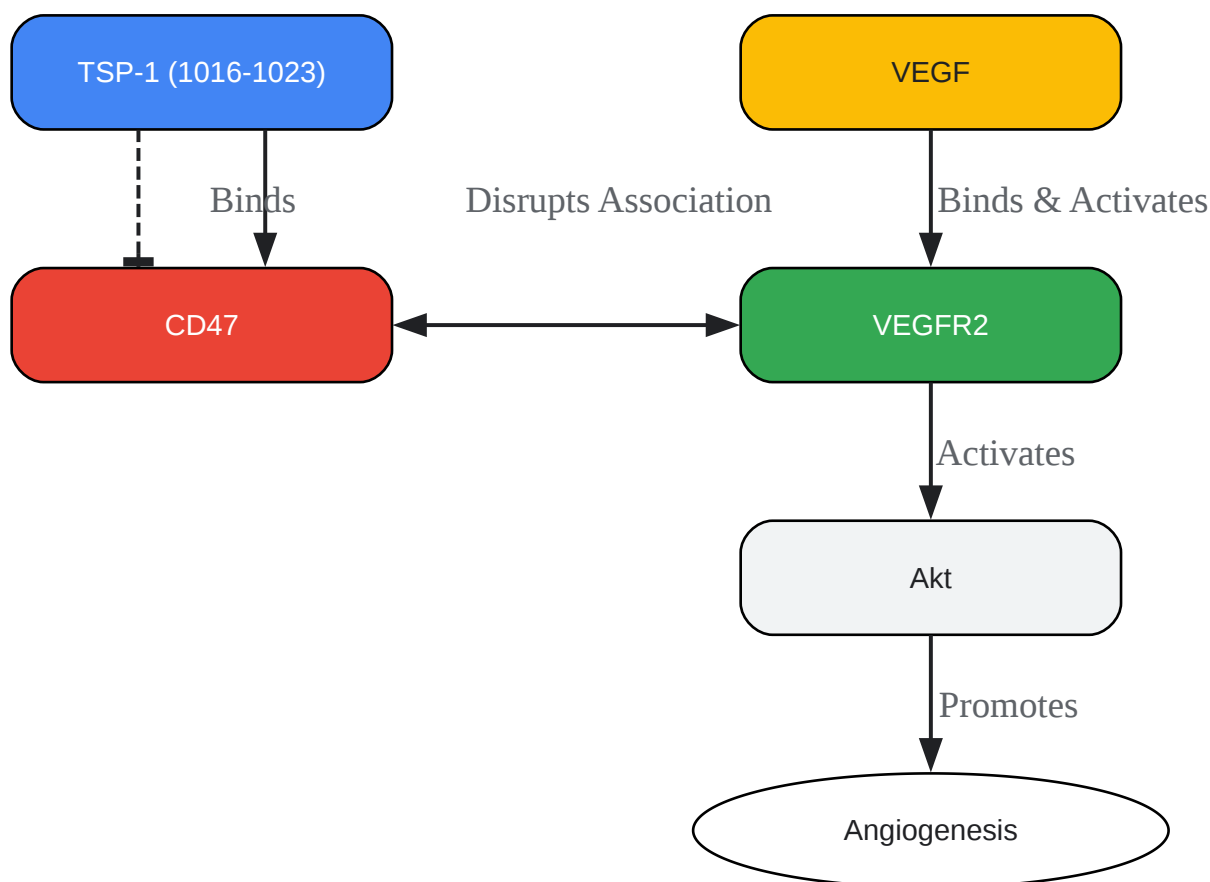 TSP-1 (1016-1023)
VEGF
Binds
Disrupts Association
Binds & Activates
CD47
VEGFR2
Activates
Akt
Promotes
Angiogenesis